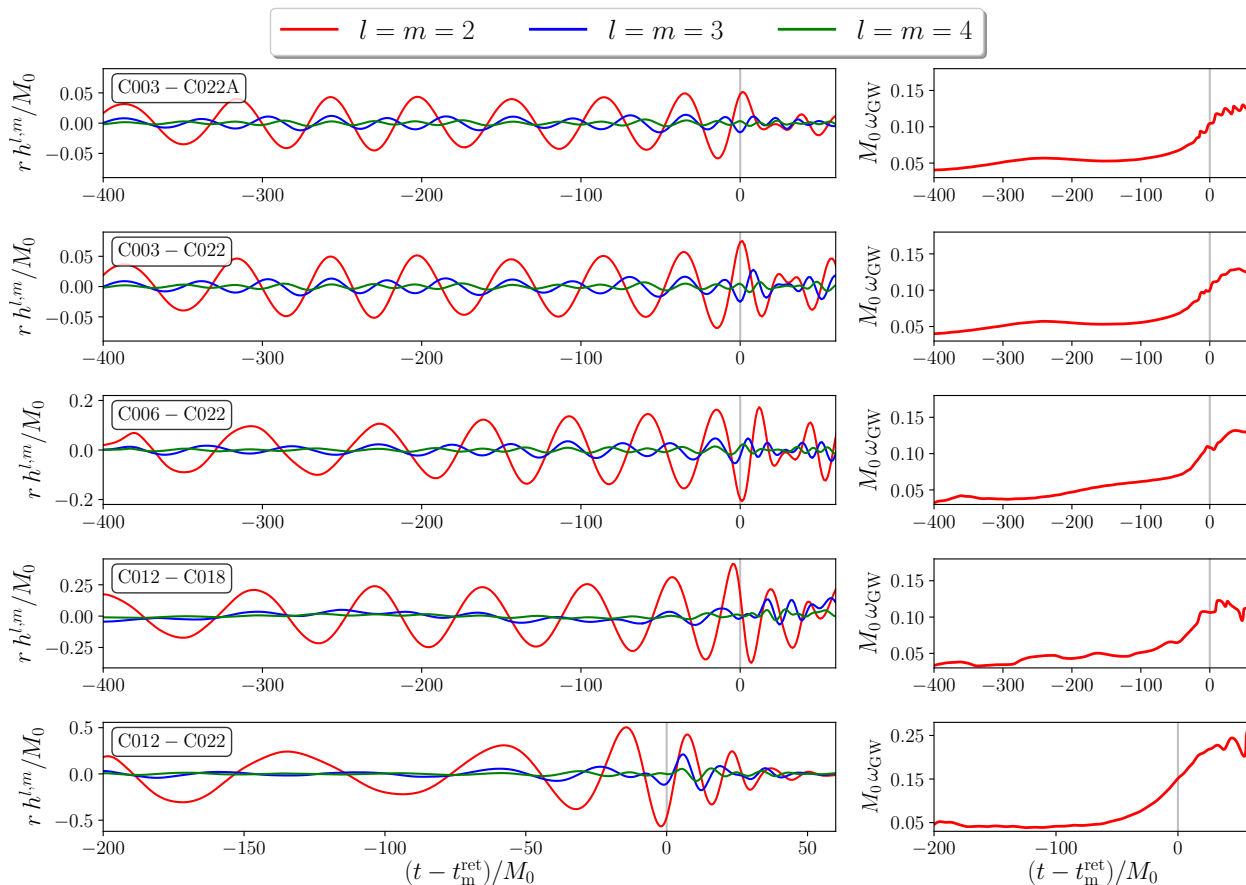 l = m = 2 l = m = 3 l = m = 4
C003 − C022A
r h^{l,m}/M_0
0.05
0.00
−0.05
−400 −300 −200 −100 0
M_0 ω_GW
0.15
0.10
0.05
−400 −300 −200 −100 0
C003 − C022
r h^{l,m}/M_0
0.05
0.00
−0.05
−400 −300 −200 −100 0
M_0 ω_GW
0.15
0.10
0.05
−400 −300 −200 −100 0
C006 − C022
r h^{l,m}/M_0
0.2
0.0
−0.2
−400 −300 −200 −100 0
M_0 ω_GW
0.15
0.10
0.05
−400 −300 −200 −100 0
C012 − C018
r h^{l,m}/M_0
0.25
0.00
−0.25
−400 −300 −200 −100 0
M_0 ω_GW
0.15
0.10
0.05
−400 −300 −200 −100 0
C012 − C022
r h^{l,m}/M_0
0.5
0.0
−0.5
−200 −150 −100 −50 0 50
(t − t_m^ret)/M_0
M_0 ω_GW
0.25
0.15
0.05
−200 −100 0
(t − t_m^ret)/M_0